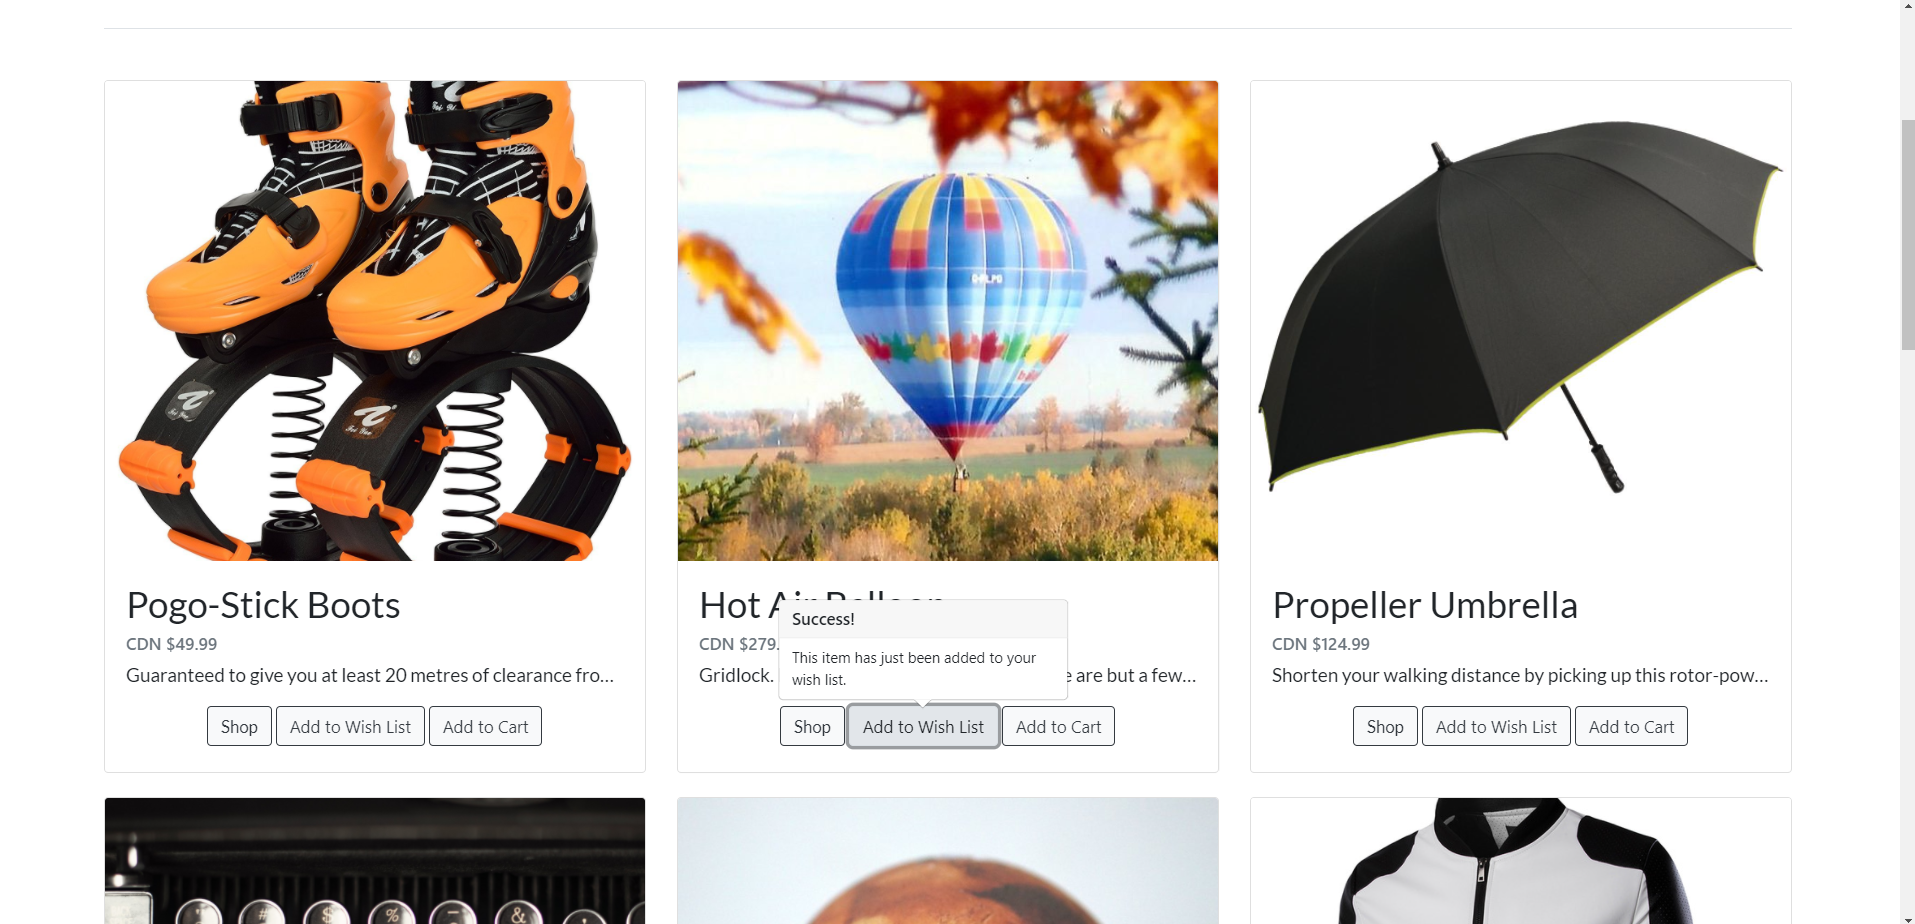 G-RLPG
Pogo-Stick Boots
CDN $49.99
Guaranteed to give you at least 20 metres of clearance fro...
Shop
Add to Wish List
Add to Cart
Hot Air Balloon
CDN $279.
Gridlock.
e are but a few...
Success!
This item has just been added to your
wish list.
Shop
Add to Wish List
Add to Cart
Propeller Umbrella
CDN $124.99
Shorten your walking distance by picking up this rotor-pow...
Shop
Add to Wish List
Add to Cart
# $ % - &